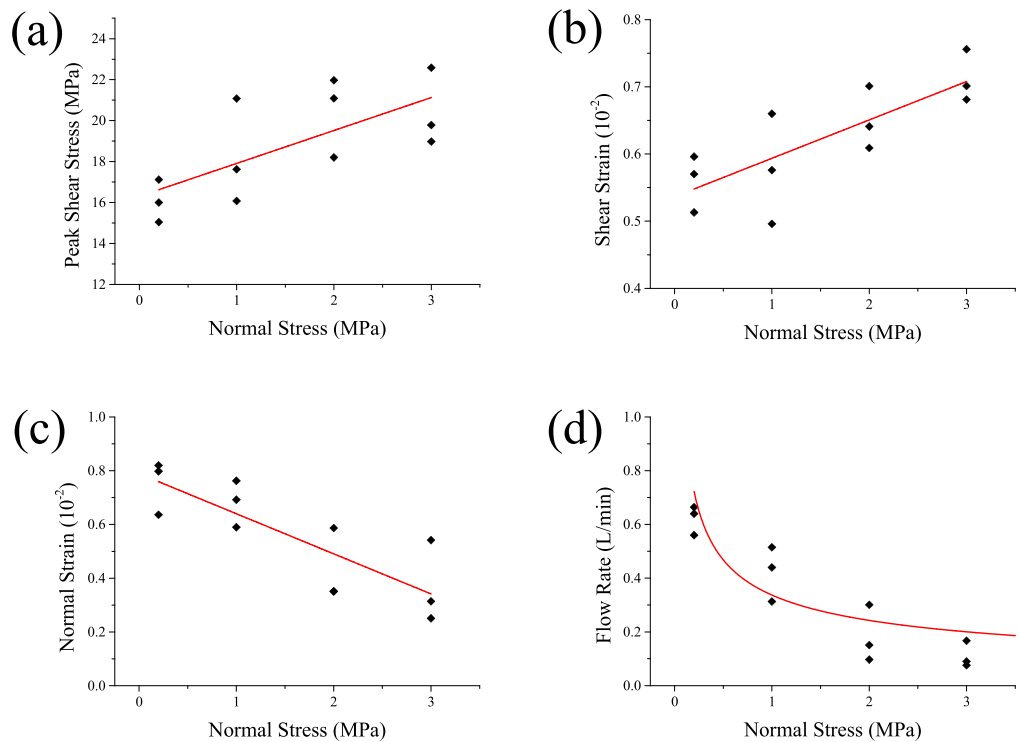 (a)
24
22
20
18
16
14
12
Peak Shear Stress (MPa)
0 1 2 3
Normal Stress (MPa)
(b)
0.8
0.7
0.6
0.5
0.4
Shear Strain (10⁻²)
0 1 2 3
Normal Stress (MPa)
(c)
1.0
0.8
0.6
0.4
0.2
0.0
Normal Strain (10⁻²)
0 1 2 3
Normal Stress (MPa)
(d)
1.0
0.8
0.6
0.4
0.2
0.0
Flow Rate (L/min)
0 1 2 3
Normal Stress (MPa)